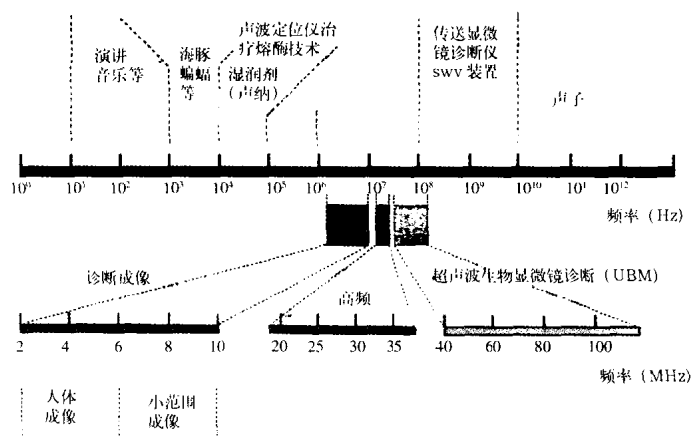 演讲
音乐等
海豚
蝙蝠
等
声波定位仪治
疗熔酶技术
湿润剂
（声纳）
传送显微
镜诊断仪
swv 装置
声子
10⁰ 10¹ 10² 10³ 10⁴ 10⁵ 10⁶ 10⁷ 10⁸ 10⁹ 10¹⁰ 10¹¹ 10¹²
频率（Hz）
诊断成像
高频
超声波生物显微镜诊断（UBM）
2 4 6 8 10
20 25 30 35
40 60 80 100
频率（MHz）
人体
成像
小范围
成像